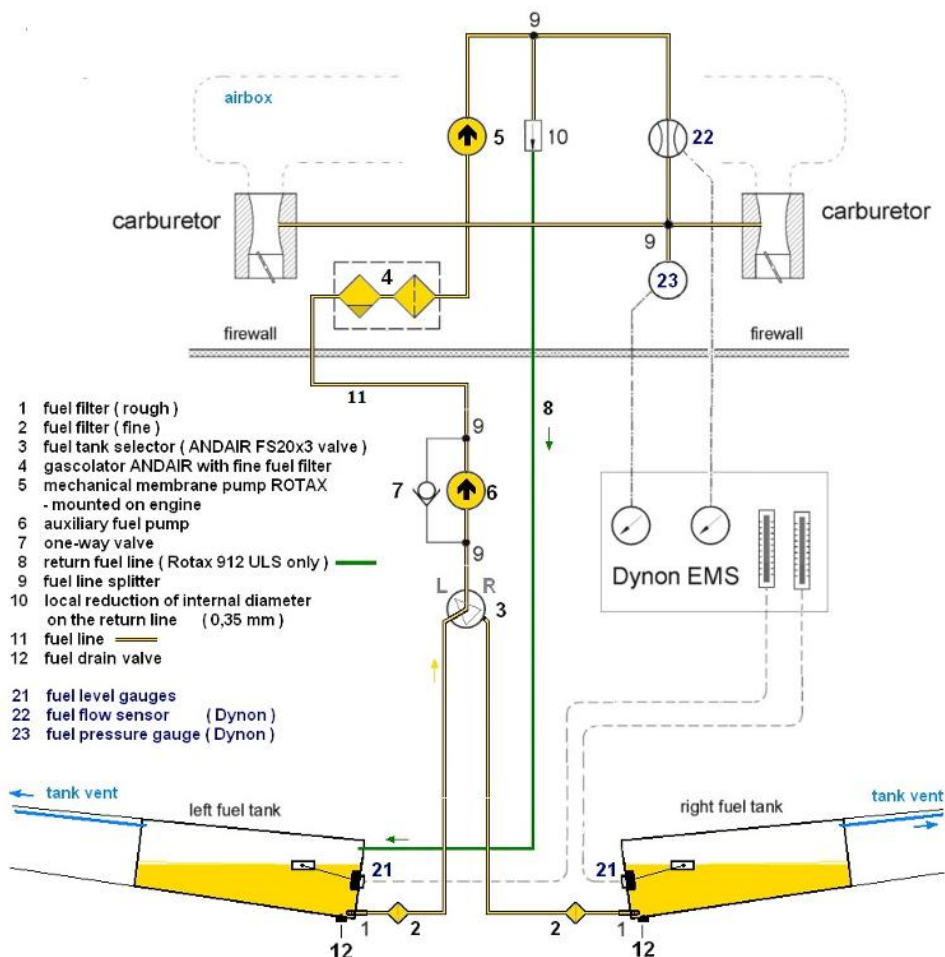 9
airbox
5
10
22
carburetor
carburetor
9
4
23
firewall
firewall
11
8
9
1 fuel filter ( rough )
2 fuel filter ( fine )
3 fuel tank selector ( ANDAIR FS20x3 valve )
4 gascolator ANDAIR with fine fuel filter
5 mechanical membrane pump ROTAX
- mounted on engine
6 auxiliary fuel pump
7 one-way valve
8 return fuel line ( Rotax 912 ULS only )
9 fuel line splitter
10 local reduction of internal diameter
on the return line ( 0,35 mm )
11 fuel line
12 fuel drain valve
21 fuel level gauges
22 fuel flow sensor ( Dynon )
23 fuel pressure gauge ( Dynon )
7
6
9
L R
3
Dynon EMS
tank vent
left fuel tank
right fuel tank
tank vent
21
21
1
2
2
1
12
12